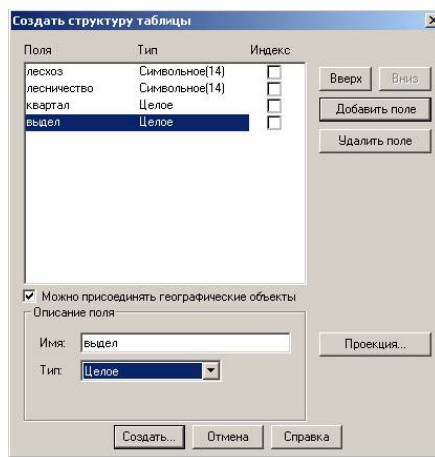 Создать структуру таблицы
Поля Тип Индекс
лесхоз Символьное(14)
лесничество Символьное(14)
квартал Целое
выдел Целое
Вверх Вниз
Добавить поле
Удалить поле
Можно присоединять географические объекты
Описание поля
Имя: выдел
Тип: Целое
Проекция...
Создать... Отмена Справка